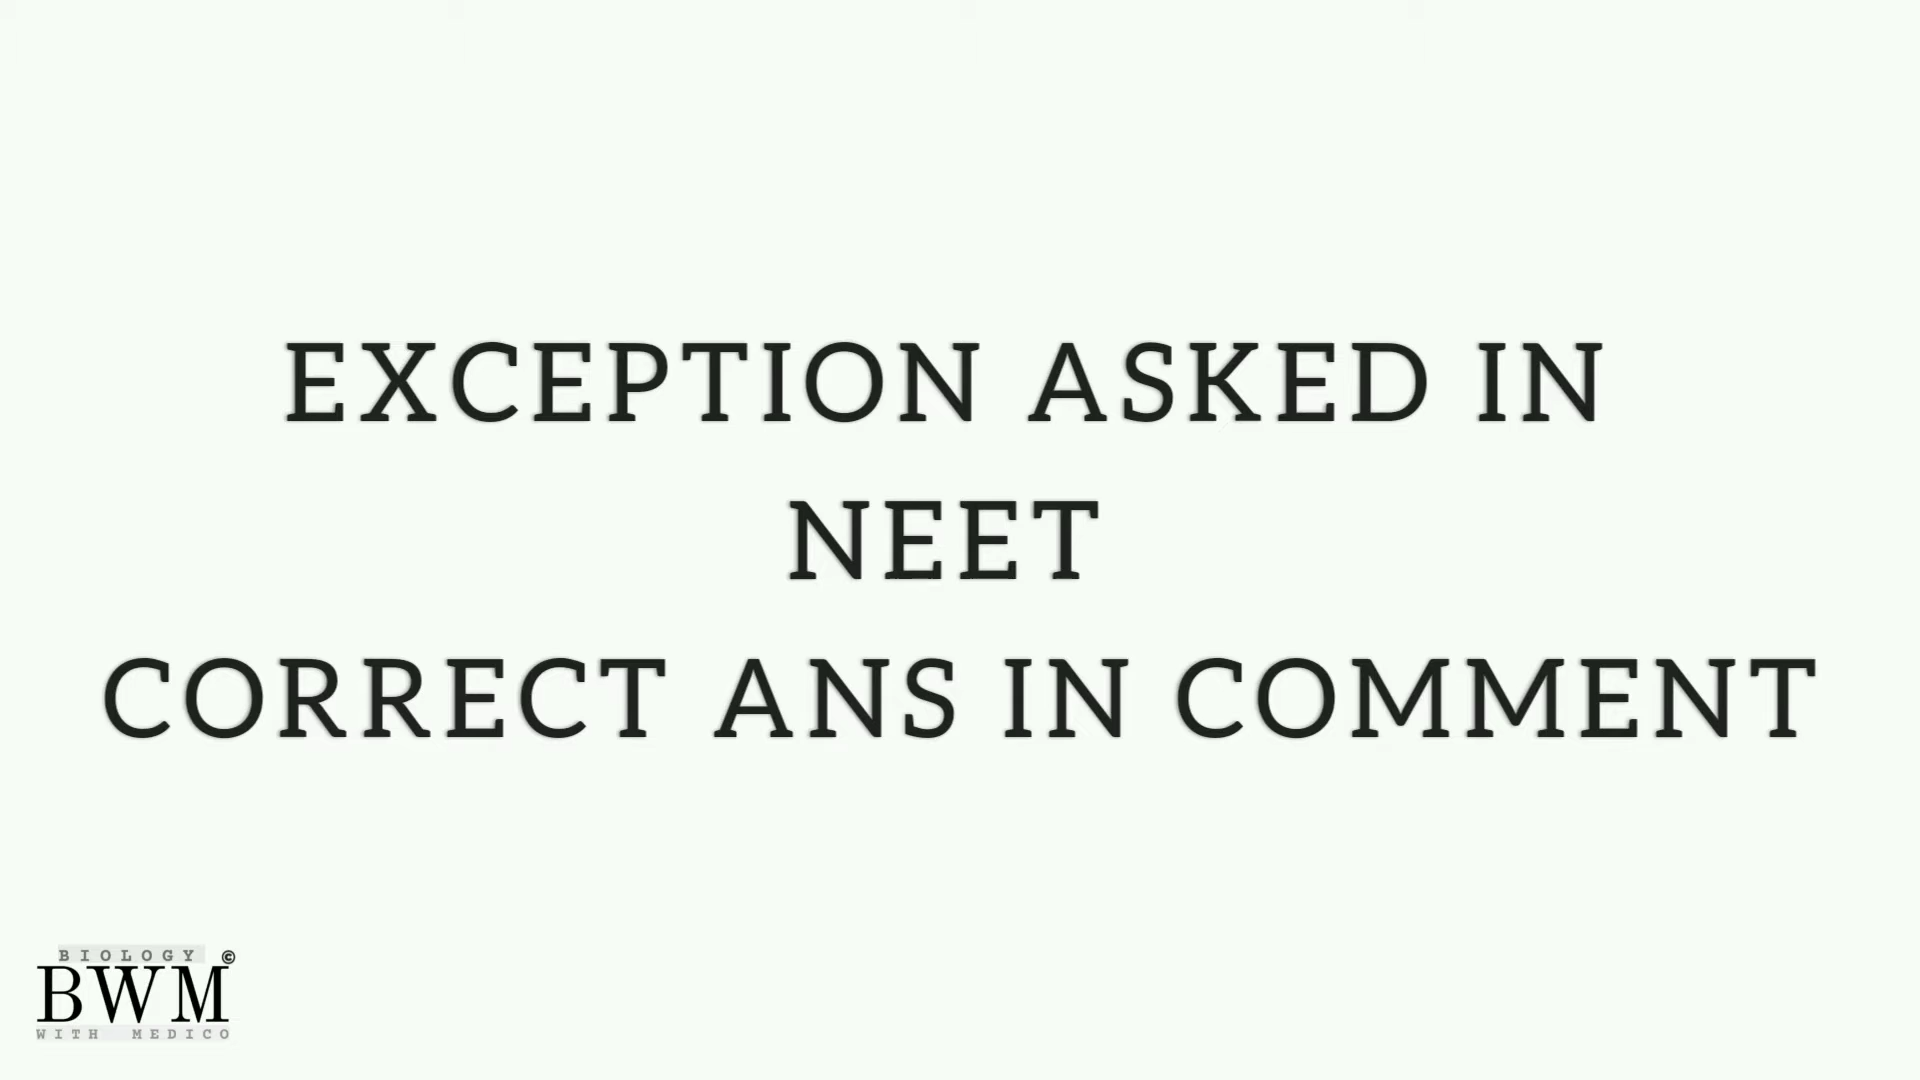 EXCEPTION ASKED IN
NEET
CORRECT ANS IN COMMENT
BIOLOGY ©
BWM
WITH MEDICO